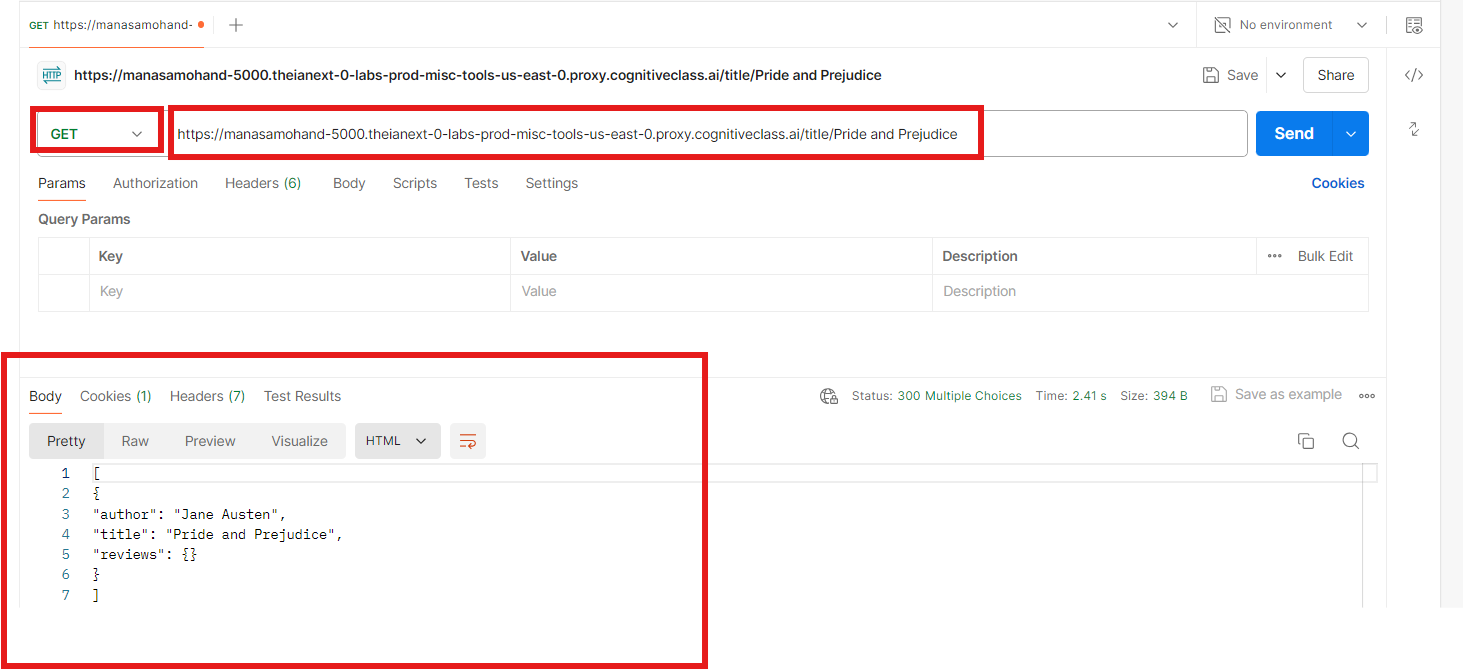 GET https://manasamohand-
No environment
HTTP https://manasamohand-5000.theianext-0-labs-prod-misc-tools-us-east-0.proxy.cognitiveclass.ai/title/Pride and Prejudice
Save
Share
GET
https://manasamohand-5000.theianext-0-labs-prod-misc-tools-us-east-0.proxy.cognitiveclass.ai/title/Pride and Prejudice
Send
Params Authorization Headers (6) Body Scripts Tests Settings Cookies
Query Params
Key Value Description Bulk Edit
Key Value Description
Body Cookies (1) Headers (7) Test Results Status: 300 Multiple Choices Time: 2.41 s Size: 394 B Save as example
Pretty Raw Preview Visualize HTML
1 [
2 {
3 "author": "Jane Austen",
4 "title": "Pride and Prejudice",
5 "reviews": {}
6 }
7 ]